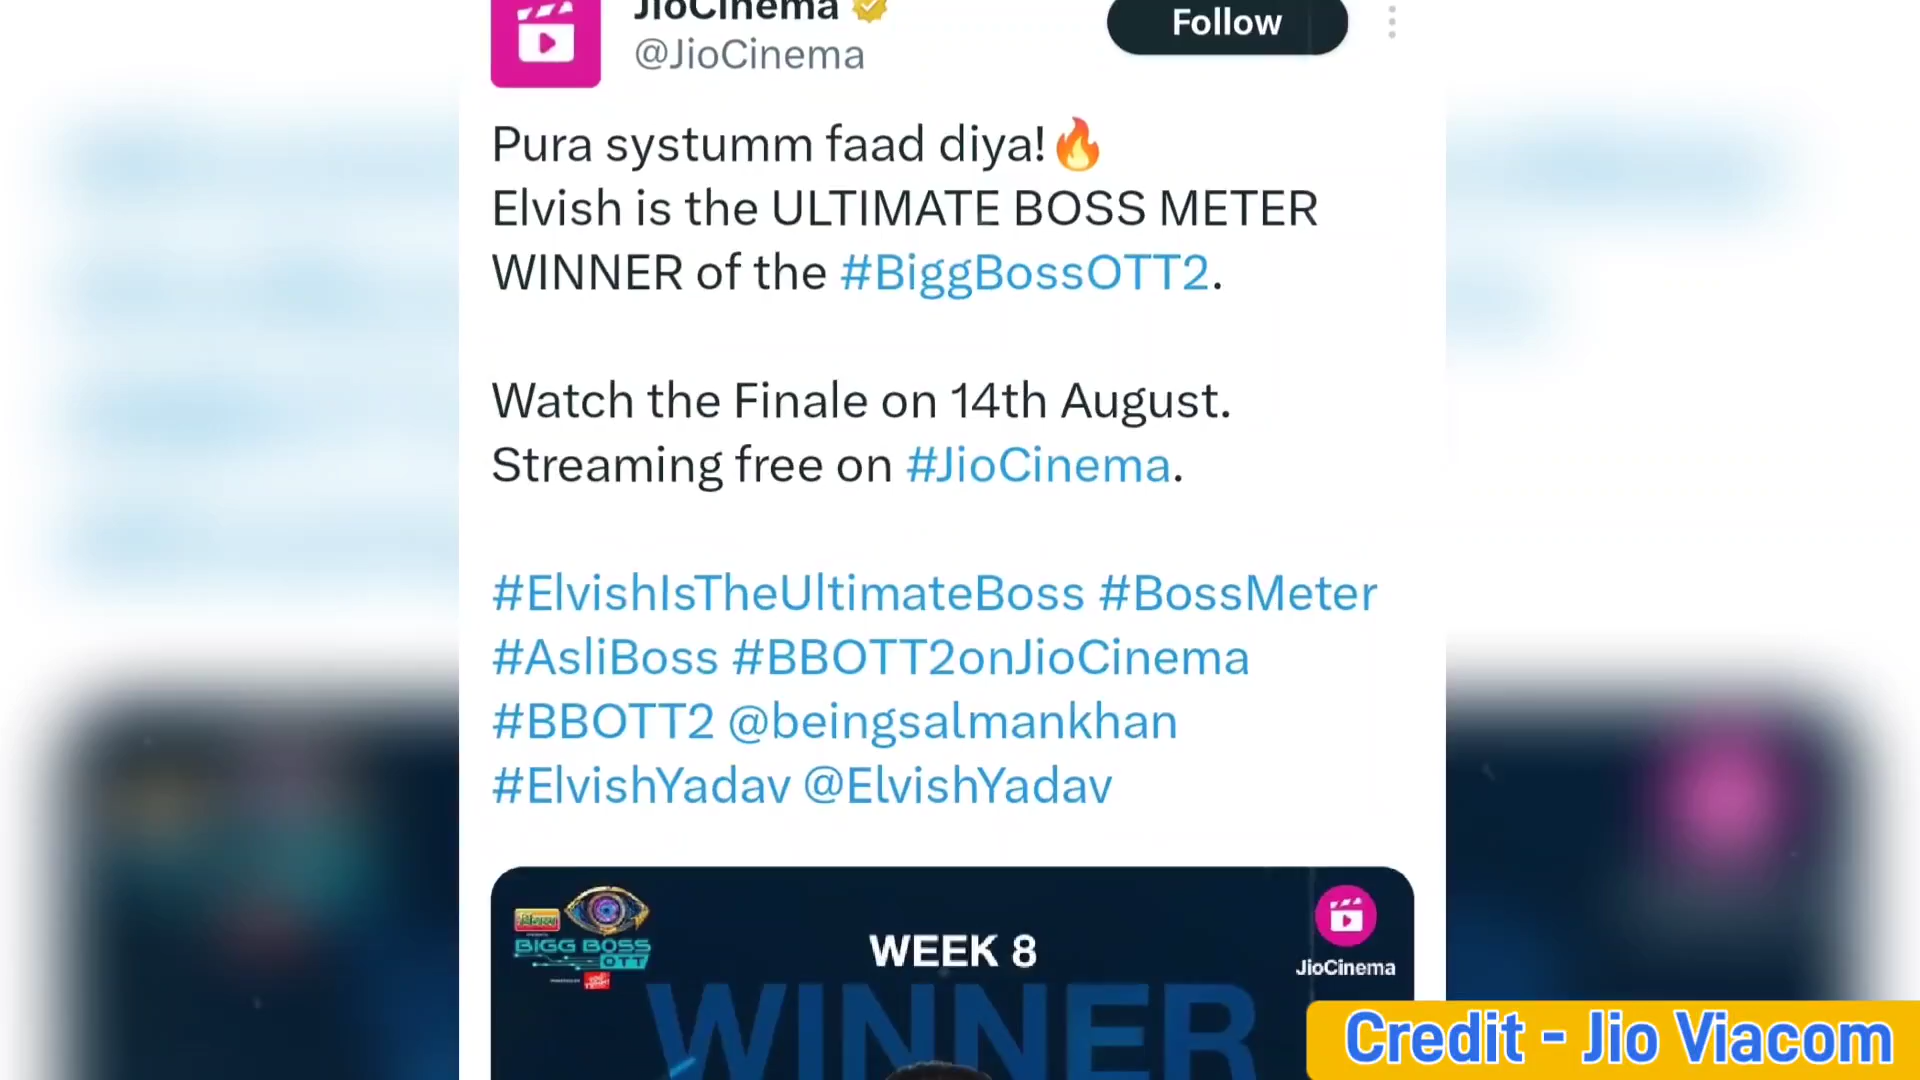 JioCinema
@JioCinema
Follow
Pura systumm faad diya!🔥
Elvish is the ULTIMATE BOSS METER
WINNER of the #BiggBossOTT2.
Watch the Finale on 14th August.
Streaming free on #JioCinema.
#ElvishIsTheUltimateBoss #BossMeter
#AsliBoss #BBOTT2onJioCinema
#BBOTT2 @beingsalmankhan
#ElvishYadav @ElvishYadav
BIGG BOSS
OTT
WEEK 8
JioCinema
WINNER
Credit - Jio Viacom